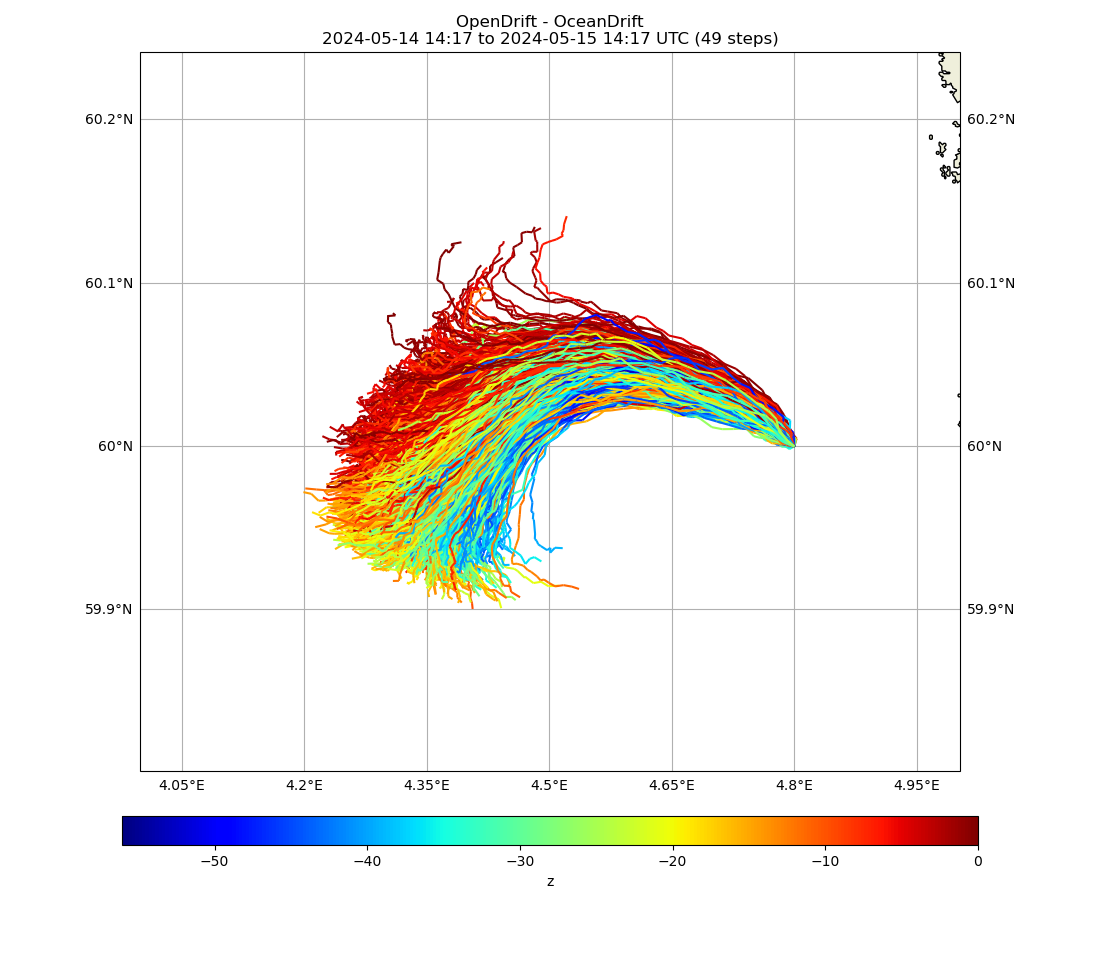 OpenDrift - OceanDrift
2024-05-14 14:17 to 2024-05-15 14:17 UTC (49 steps)
60.2°N 60.2°N
60.1°N 60.1°N
60°N 60°N
59.9°N 59.9°N
4.05°E 4.2°E 4.35°E 4.5°E 4.65°E 4.8°E 4.95°E
−50 −40 −30 −20 −10 0
z